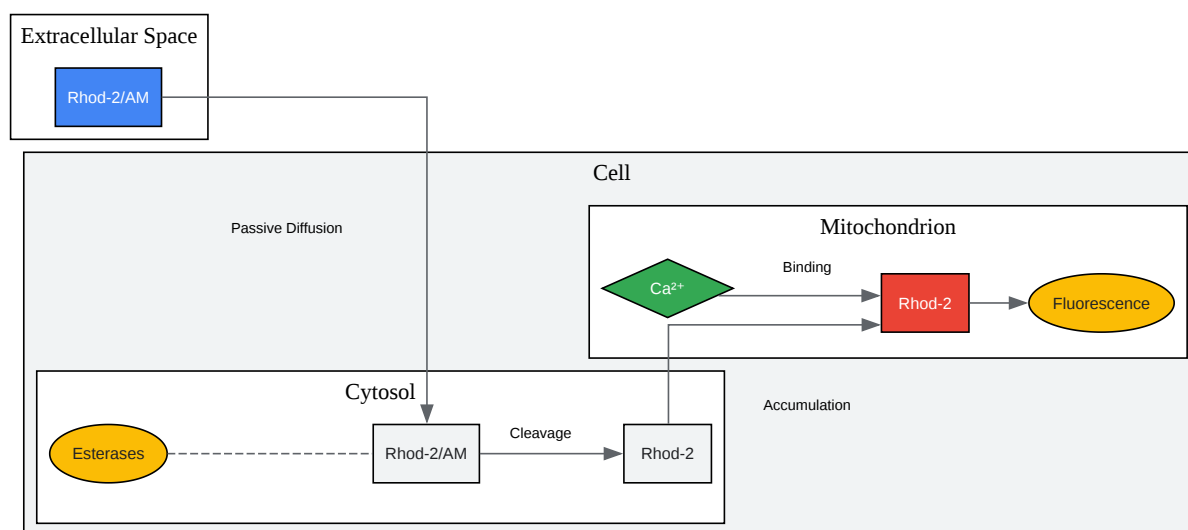 Extracellular Space
Rhod-2/AM
Cell
Passive Diffusion
Mitochondrion
Binding
Ca²⁺
Rhod-2
Fluorescence
Cytosol
Accumulation
Cleavage
Esterases
Rhod-2/AM
Rhod-2